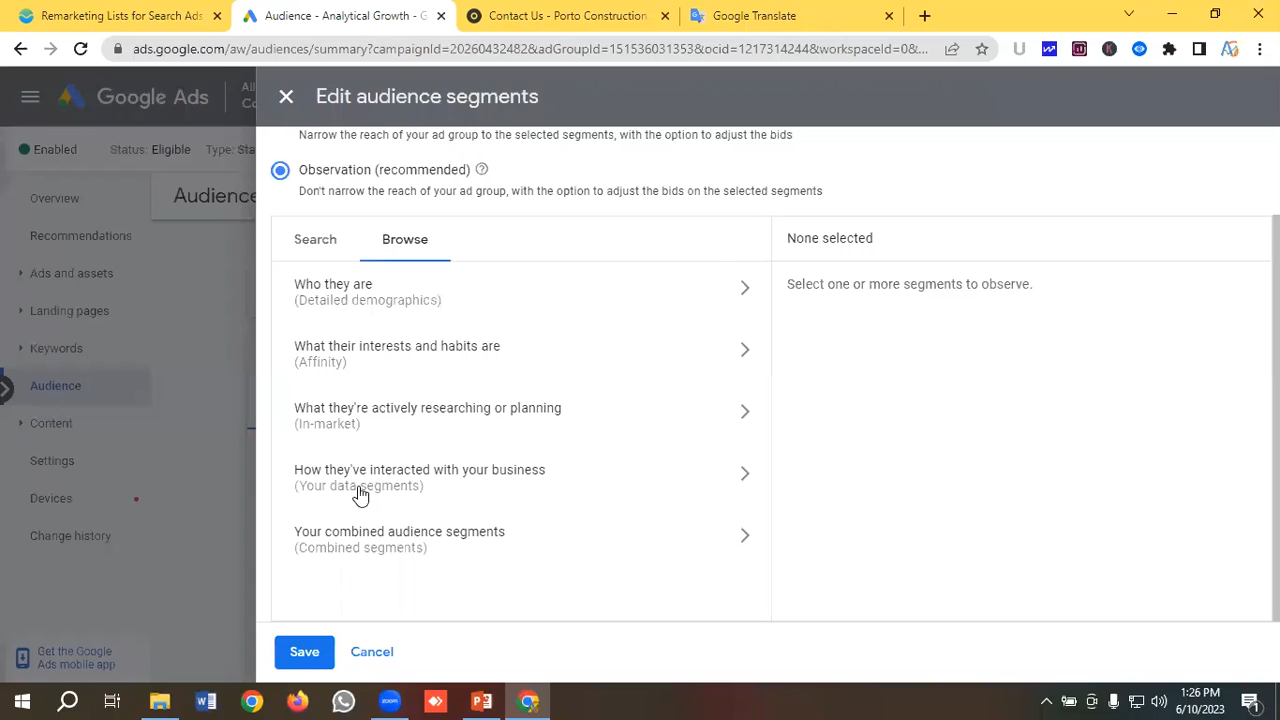 Remarketing Lists for Search Ads
Audience - Analytical Growth - G
Contact Us - Porto Construction
Google Translate
ads.google.com/aw/audiences/summary?campaignId=20260432482&adGroupId=151536031353&ocid=1217314244&workspaceId=0&...
Google Ads
Edit audience segments
Narrow the reach of your ad group to the selected segments, with the option to adjust the bids
Enabled
Status: Eligible
Observation (recommended)
Don't narrow the reach of your ad group, with the option to adjust the bids on the selected segments
Overview
Audience
Recommendations
Search
Browse
None selected
Ads and assets
Who they are
(Detailed demographics)
Select one or more segments to observe.
Landing pages
Keywords
What their interests and habits are
(Affinity)
Audience
What they're actively researching or planning
(In-market)
Content
Settings
How they've interacted with your business
(Your data segments)
Devices
Change history
Your combined audience segments
(Combined segments)
Get the Google
Ads mobile app
Save
Cancel
1:26 PM
6/10/2023